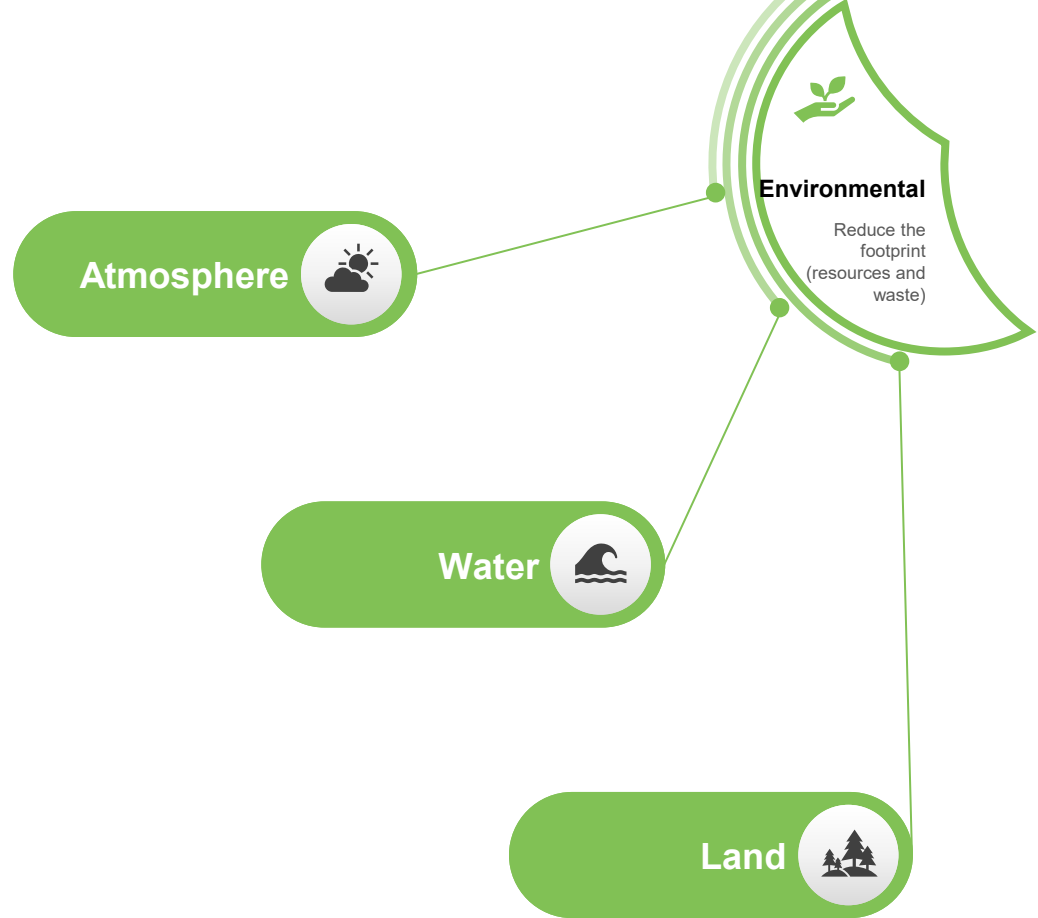 Environmental
Reduce the
footprint
(resources and
waste)
Atmosphere
Water
Land